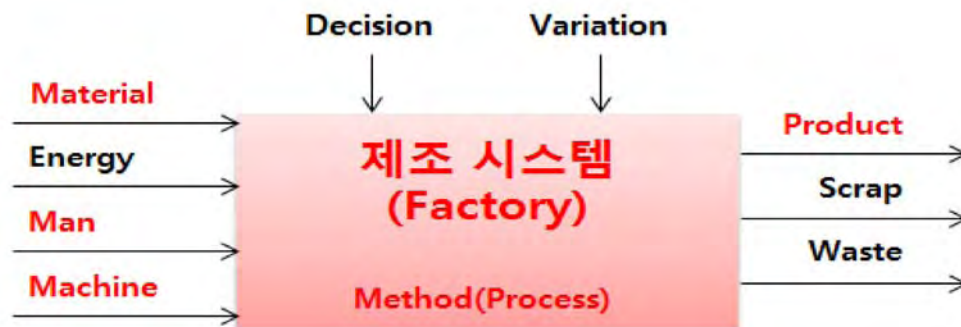 Decision
Variation
Material
Energy
Man
Machine
제조 시스템
(Factory)
Method(Process)
Product
Scrap
Waste